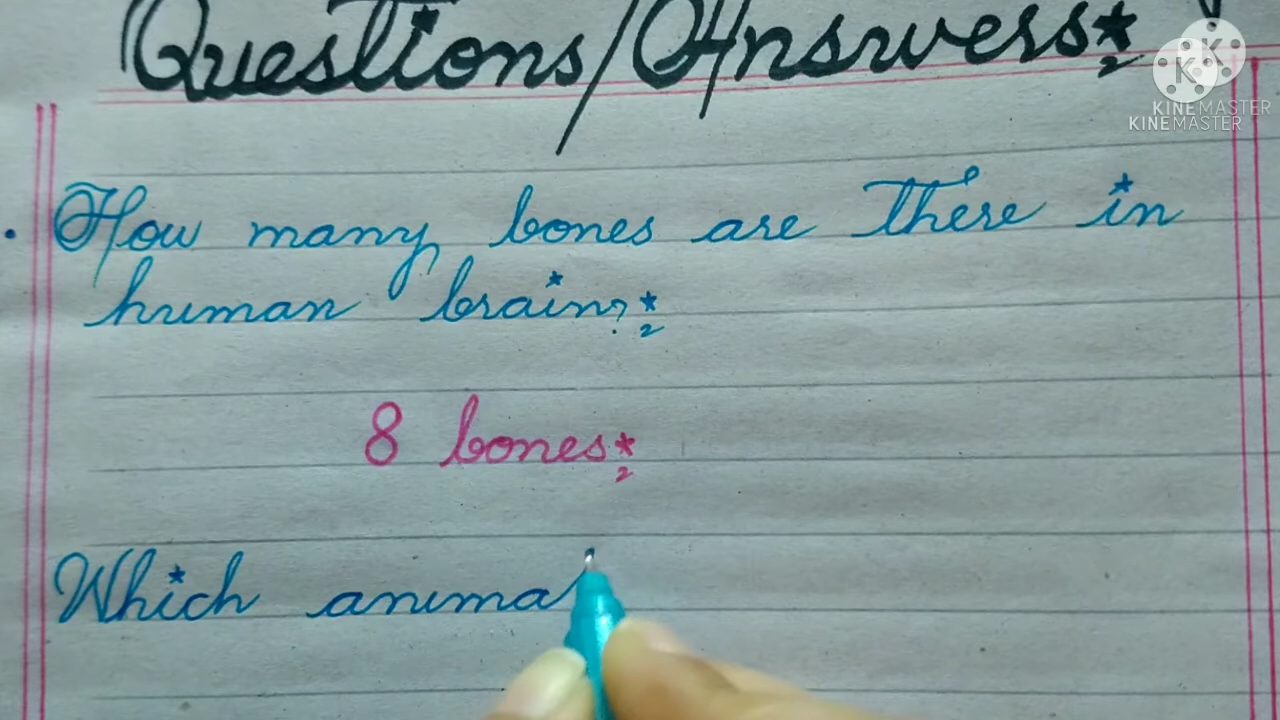 Questions/Answers
KINEMASTER
KINEMASTER
How many bones are there in
human brain?
8 bones
Which anima